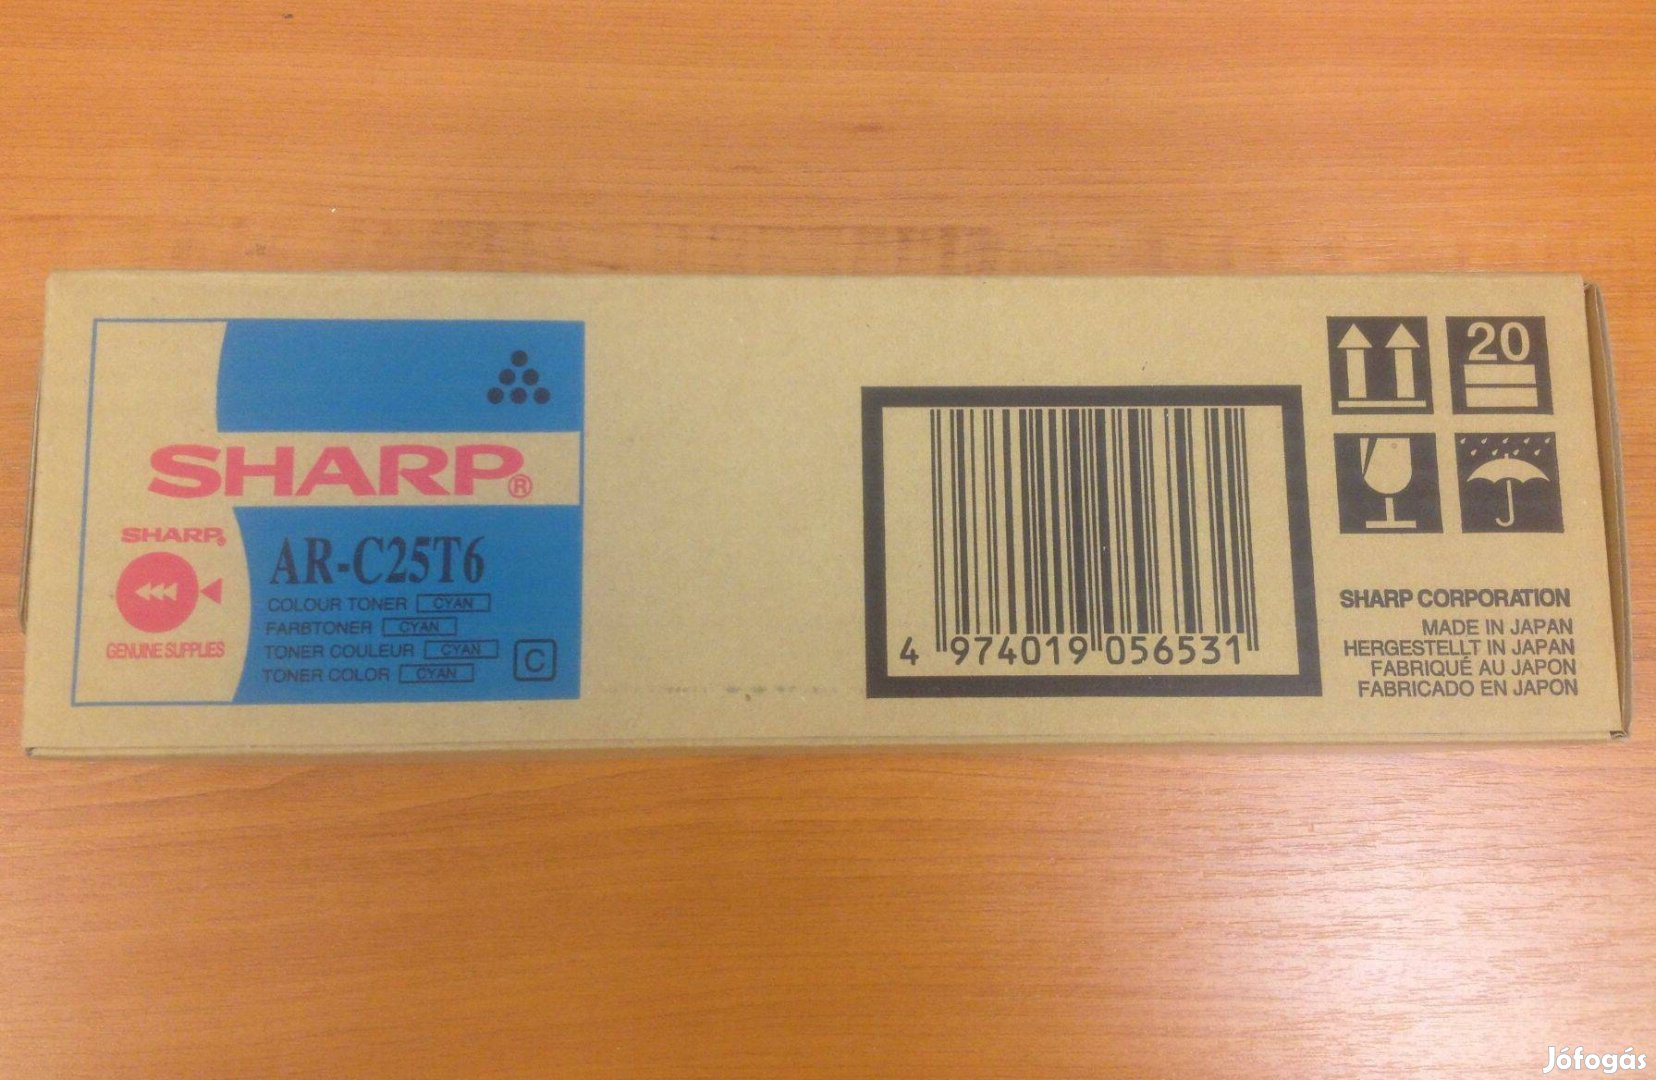 SHARP®
SHARP®
GENUINE SUPPLIES
AR-C25T6
COLOUR TONER CYAN
FARBTONER CYAN
TONER COULEUR CYAN
TONER COLOR CYAN
C
4 974019 056531
20
SHARP CORPORATION
MADE IN JAPAN
HERGESTELLT IN JAPAN
FABRIQUÉ AU JAPON
FABRICADO EN JAPON
Jófogás